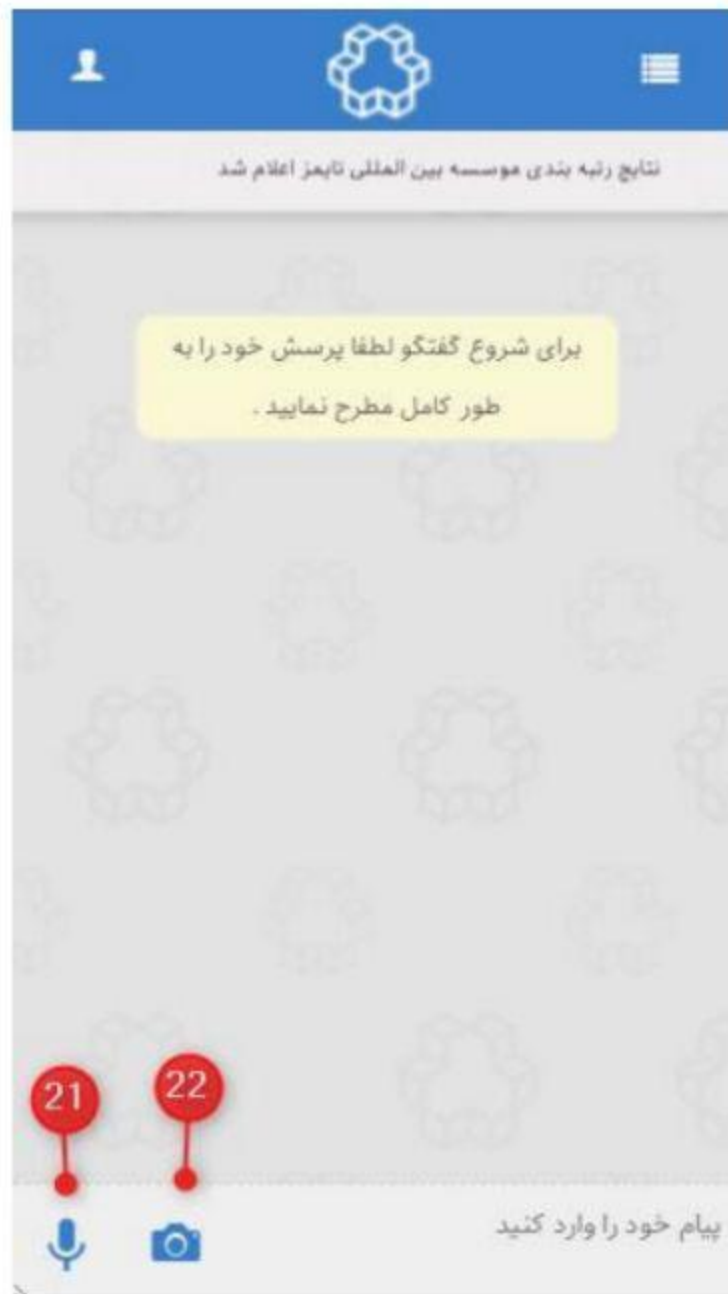 نتایج رتبه بندی موسسه بین المللی تایمز اعلام شد
برای شروع گفتگو لطفا پرسش خود را به
طور کامل مطرح نمایید .
21
22
پیام خود را وارد کنید